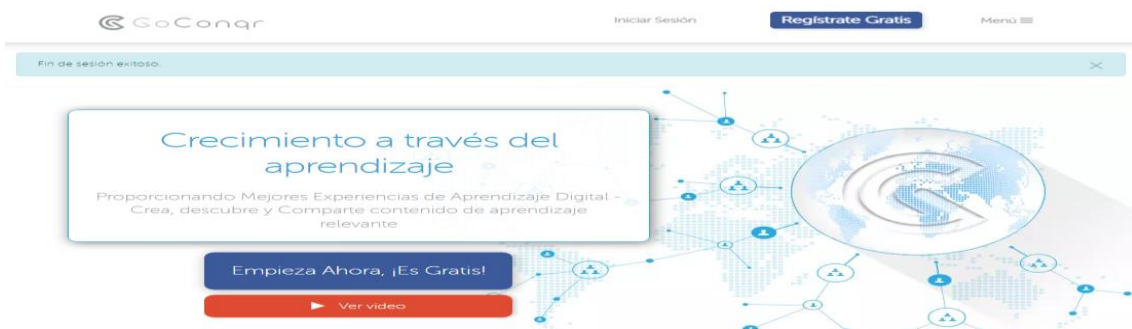 GoConqr
Iniciar Sesión
Regístrate Gratis
Menú
Fin de sesión exitoso.
Crecimiento a través del
aprendizaje
Proporcionando Mejores Experiencias de Aprendizaje Digital -
Crea, descubre y Comparte contenido de aprendizaje
relevante
Empieza Ahora, ¡Es Gratis!
Ver video